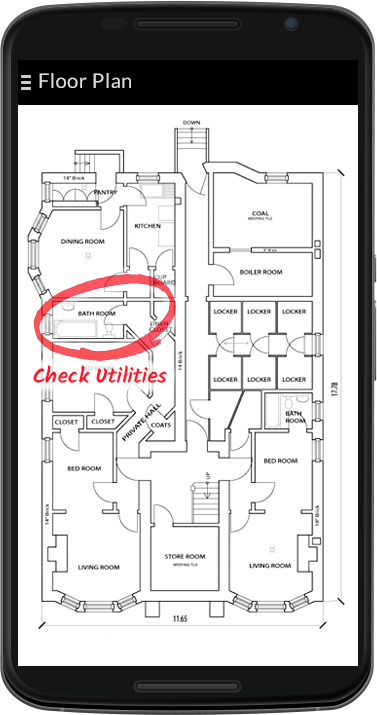 Floor Plan
DOWN
14" Brick
PANTRY
KITCHEN
COAL
WEEPING TILE
DINING ROOM
BOILER ROOM
CUP
BOARD
BATH ROOM
LINEN
CLOSET
LOCKER LOCKER LOCKER
Check Utilities
14 Brick
LOCKER LOCKER LOCKER
17.78
CLOSET CLOSET
PRIVATE HALL
COATS
BATH
ROOM
BED ROOM
BED ROOM
UP
14" Brick
14" Brick
STORE ROOM
WEEPING TILE
LIVING ROOM
LIVING ROOM
11.65